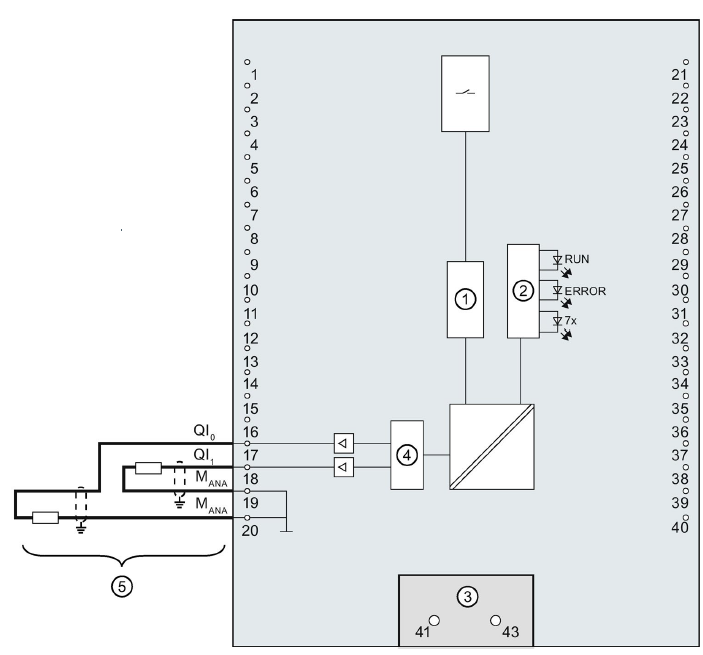 1 21
2 22
3 23
4 24
5 25
6 26
7 27
8 28
9 RUN 29
① ②
10 ERROR 30
11 7x 31
12 32
13 33
14 34
15 35
QI0 16 36
QI1 17 ④ 37
MANA 18 38
MANA 19 39
20 40
⑤
③
41 43